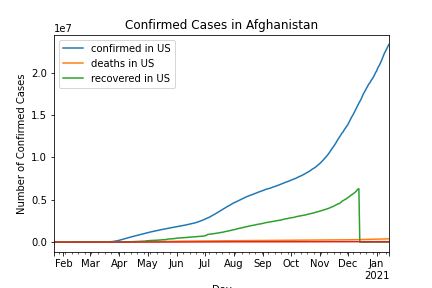 Confirmed Cases in Afghanistan
1e7
confirmed in US
deaths in US
recovered in US
Number of Confirmed Cases
2.0
1.5
1.0
0.5
0.0
Feb Mar Apr May Jun Jul Aug Sep Oct Nov Dec Jan
2021